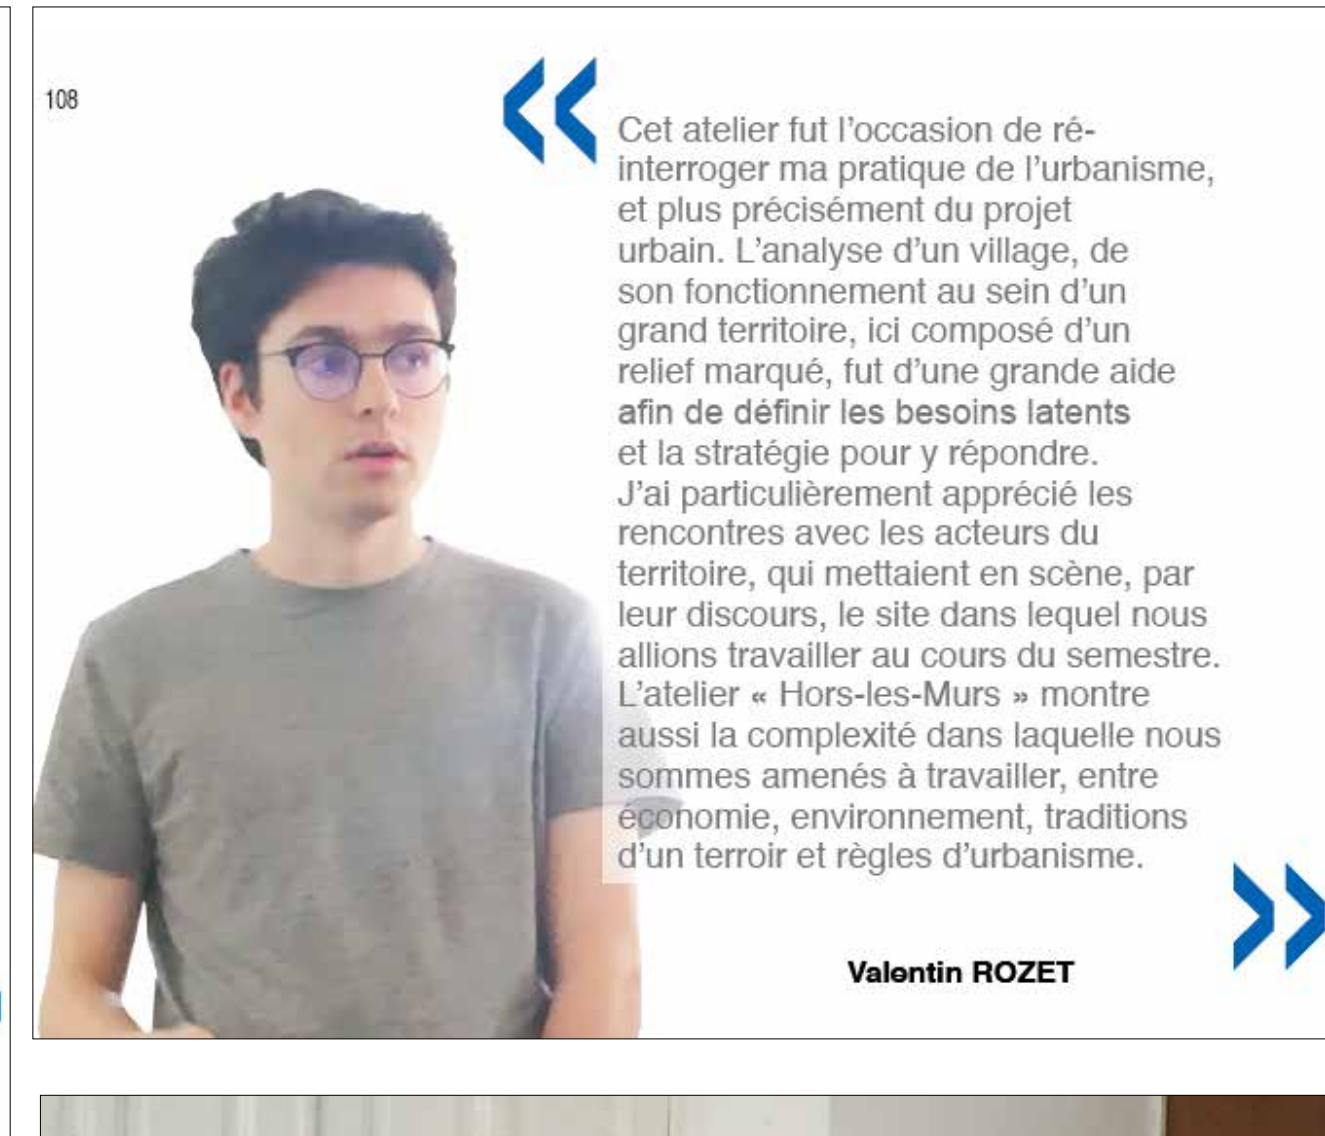 108
«
Cet atelier fut l’occasion de ré-
interroger ma pratique de l’urbanisme,
et plus précisément du projet
urbain. L’analyse d’un village, de
son fonctionnement au sein d’un
grand territoire, ici composé d’un
relief marqué, fut d’une grande aide
afin de définir les besoins latents
et la stratégie pour y répondre.
J’ai particulièrement apprécié les
rencontres avec les acteurs du
territoire, qui mettaient en scène, par
leur discours, le site dans lequel nous
allions travailler au cours du semestre.
L’atelier « Hors-les-Murs » montre
aussi la complexité dans laquelle nous
sommes amenés à travailler, entre
économie, environnement, traditions
d’un terroir et règles d’urbanisme.
»
Valentin ROZET